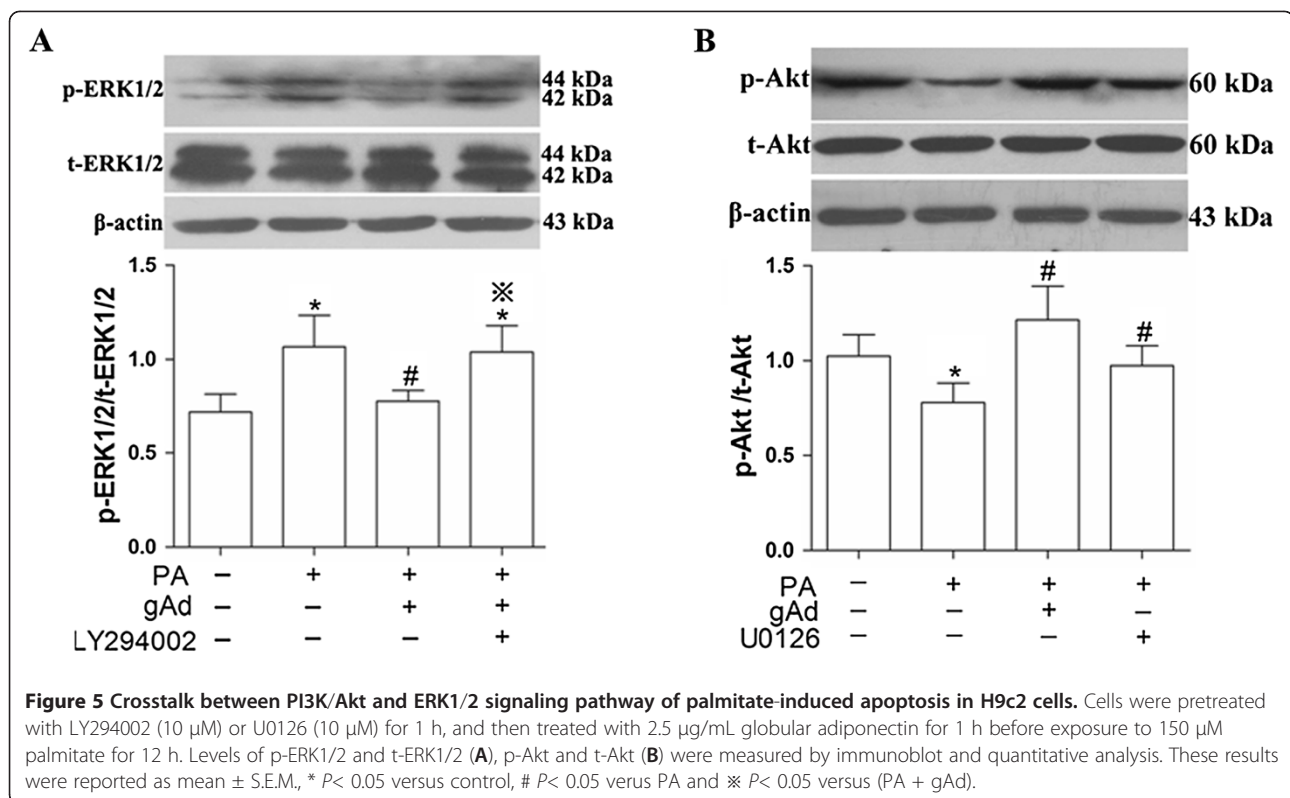 A
p-ERK1/2
44 kDa
42 kDa
t-ERK1/2
44 kDa
42 kDa
β-actin
43 kDa
p-ERK1/2/t-ERK1/2
1.5
1.0
0.5
0.0
*
#
※
*
PA – + + +
gAd – – + +
LY294002 – – – +
B
p-Akt
60 kDa
t-Akt
60 kDa
β-actin
43 kDa
p-Akt/t-Akt
1.5
1.0
0.5
0.0
*
#
#
PA – + + +
gAd – – + –
U0126 – – – +
Figure 5 Crosstalk between PI3K/Akt and ERK1/2 signaling pathway of palmitate-induced apoptosis in H9c2 cells. Cells were pretreated
with LY294002 (10 μM) or U0126 (10 μM) for 1 h, and then treated with 2.5 μg/mL globular adiponectin for 1 h before exposure to 150 μM
palmitate for 12 h. Levels of p-ERK1/2 and t-ERK1/2 (A), p-Akt and t-Akt (B) were measured by immunoblot and quantitative analysis. These results
were reported as mean ± S.E.M., * P< 0.05 versus control, # P< 0.05 verus PA and ※ P< 0.05 versus (PA + gAd).